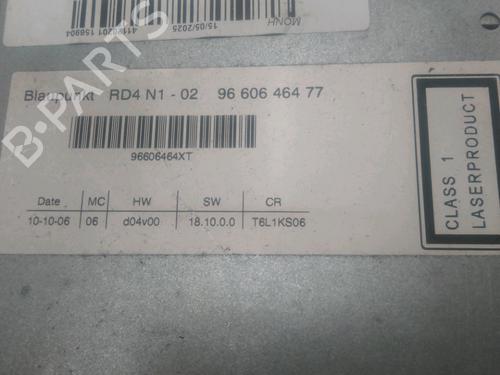 MONH
15/05/2025
Blaupunkt RD4 N1 - 02 96 606 464 77
96606464XT
Date MC HW SW CR
10-10-06 06 d04v00 18.10.0.0 T6L1KS06
CLASS 1
LASERPRODUCT
B-PARTS